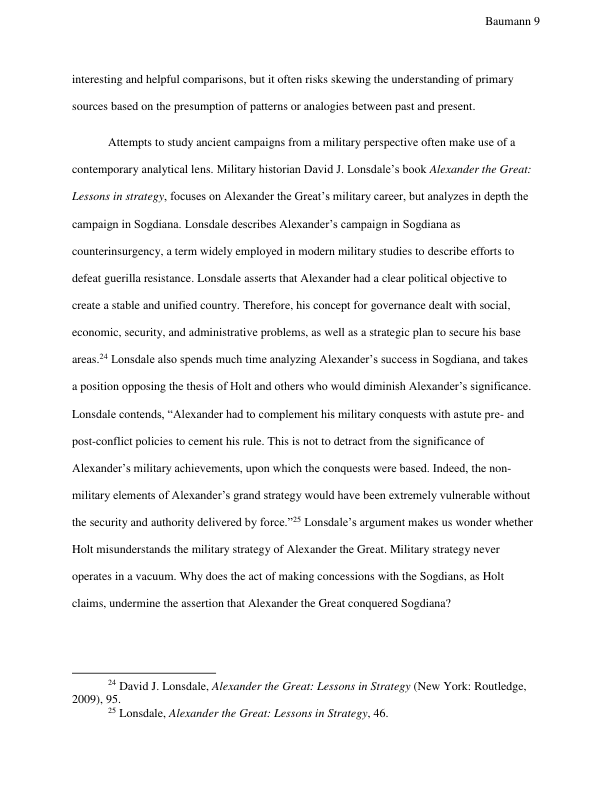 Baumann 9
interesting and helpful comparisons, but it often risks skewing the understanding of primary
sources based on the presumption of patterns or analogies between past and present.
Attempts to study ancient campaigns from a military perspective often make use of a
contemporary analytical lens. Military historian David J. Lonsdale’s book Alexander the Great:
Lessons in strategy, focuses on Alexander the Great’s military career, but analyzes in depth the
campaign in Sogdiana. Lonsdale describes Alexander’s campaign in Sogdiana as
counterinsurgency, a term widely employed in modern military studies to describe efforts to
defeat guerilla resistance. Lonsdale asserts that Alexander had a clear political objective to
create a stable and unified country. Therefore, his concept for governance dealt with social,
economic, security, and administrative problems, as well as a strategic plan to secure his base
areas.24 Lonsdale also spends much time analyzing Alexander’s success in Sogdiana, and takes
a position opposing the thesis of Holt and others who would diminish Alexander’s significance.
Lonsdale contends, “Alexander had to complement his military conquests with astute pre- and
post-conflict policies to cement his rule. This is not to detract from the significance of
Alexander’s military achievements, upon which the conquests were based. Indeed, the non-
military elements of Alexander’s grand strategy would have been extremely vulnerable without
the security and authority delivered by force.”25 Lonsdale’s argument makes us wonder whether
Holt misunderstands the military strategy of Alexander the Great. Military strategy never
operates in a vacuum. Why does the act of making concessions with the Sogdians, as Holt
claims, undermine the assertion that Alexander the Great conquered Sogdiana?
24 David J. Lonsdale, Alexander the Great: Lessons in Strategy (New York: Routledge,
2009), 95.
25 Lonsdale, Alexander the Great: Lessons in Strategy, 46.